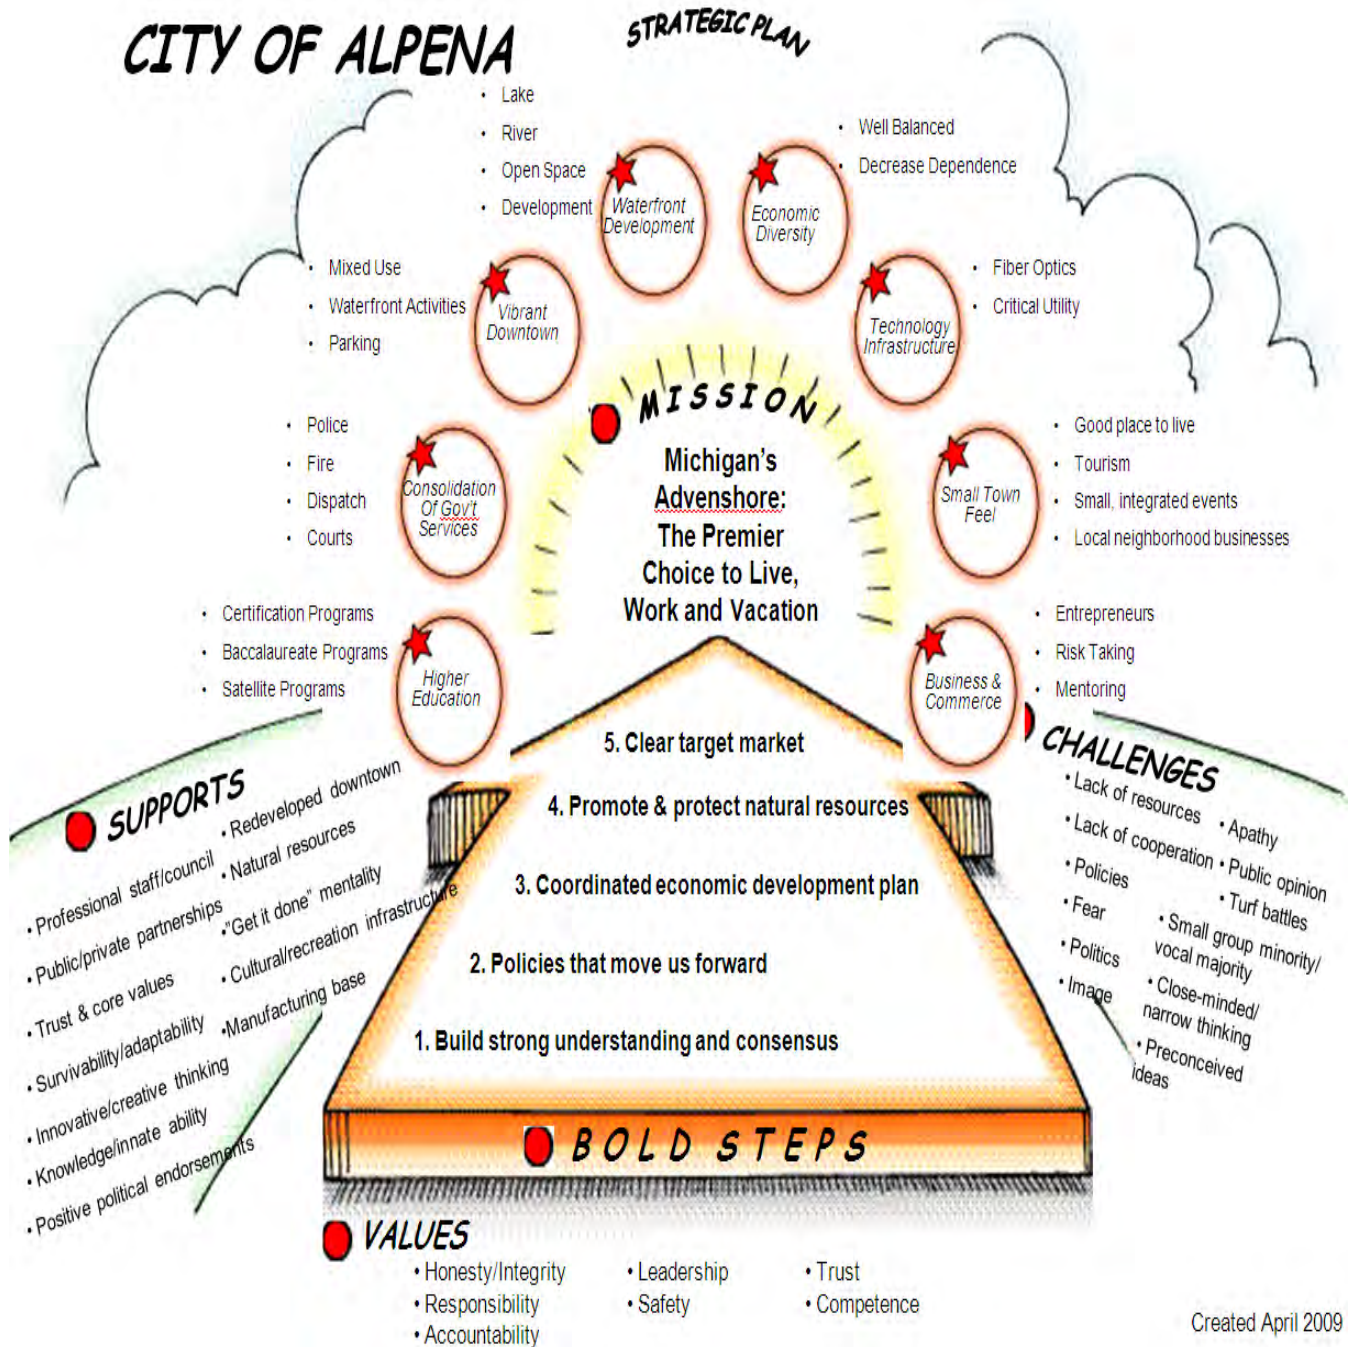 CITY OF ALPENA
STRATEGIC PLAN
• Lake
• River
• Open Space
• Development
Waterfront
Development
• Well Balanced
• Decrease Dependence
Economic
Diversity
• Mixed Use
• Waterfront Activities
• Parking
Vibrant
Downtown
• Fiber Optics
• Critical Utility
Technology
Infrastructure
• Police
• Fire
• Dispatch
• Courts
Consolidation
Of Gov't
Services
MISSION
Michigan's
Advenshore:
The Premier
Choice to Live,
Work and Vacation
• Good place to live
• Tourism
• Small, integrated events
• Local neighborhood businesses
Small Town
Feel
• Certification Programs
• Baccalaureate Programs
• Satellite Programs
Higher
Education
• Entrepreneurs
• Risk Taking
• Mentoring
Business &
Commerce
SUPPORTS
• Professional staff/council
• Public/private partnerships
• Trust & core values
• Survivability/adaptability
• Innovative/creative thinking
• Knowledge/innate ability
• Positive political endorsements
• Redeveloped downtown
• Natural resources
•"Get it done" mentality
• Cultural/recreation infrastructure
•Manufacturing base
5. Clear target market
4. Promote & protect natural resources
3. Coordinated economic development plan
2. Policies that move us forward
1. Build strong understanding and consensus
BOLD STEPS
CHALLENGES
• Lack of resources
• Lack of cooperation
• Policies
• Fear
• Politics
• Image
• Apathy
• Public opinion
• Turf battles
• Small group minority/
vocal majority
• Close-minded/
narrow thinking
• Preconceived
ideas
VALUES
• Honesty/Integrity
• Responsibility
• Accountability
• Leadership
• Safety
• Trust
• Competence
Created April 2009